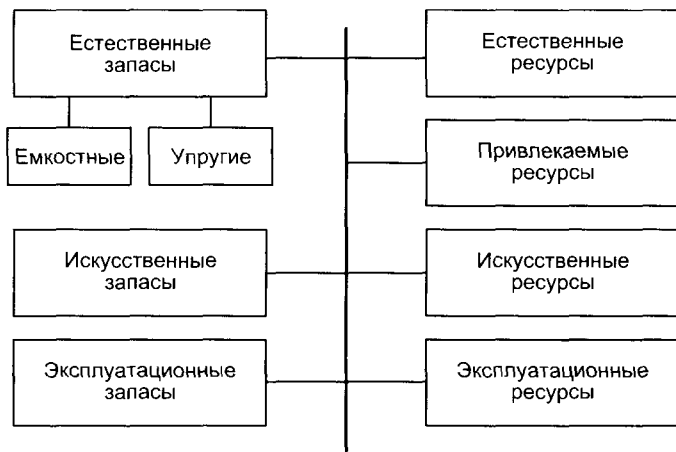 Естественные
запасы
Естественные
ресурсы
Емкостные
Упругие
Привлекаемые
ресурсы
Искусственные
запасы
Искусственные
ресурсы
Эксплуатационные
запасы
Эксплуатационные
ресурсы